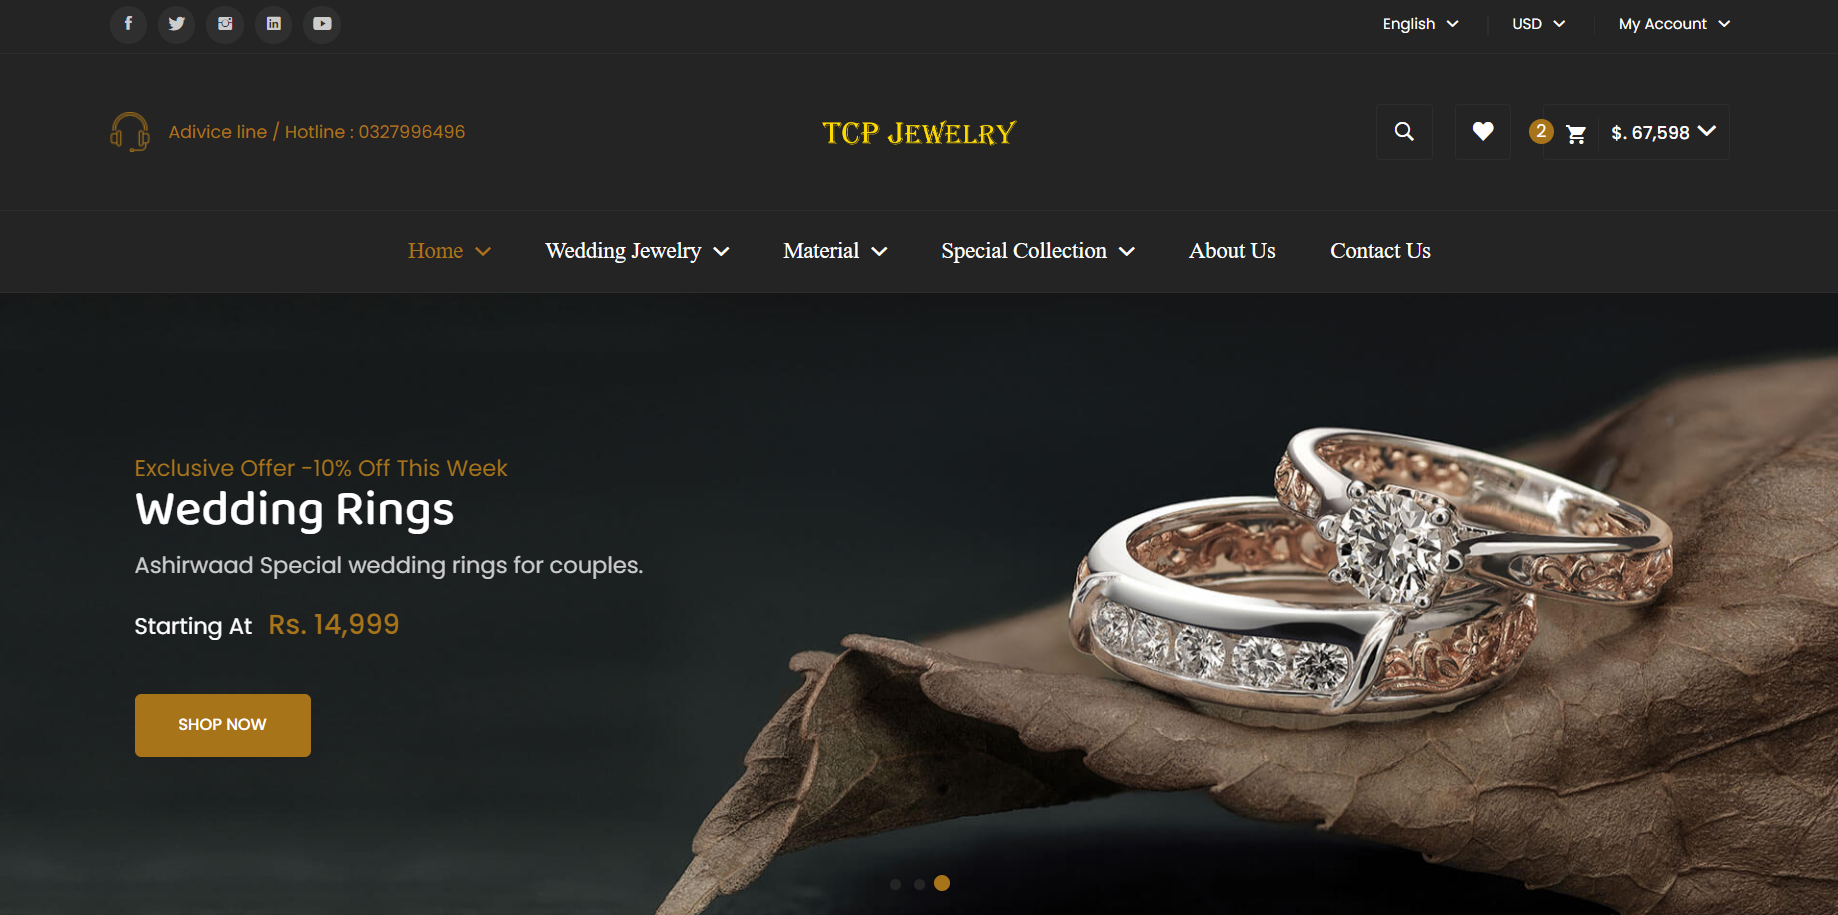 English
USD
My Account
Adivice line / Hotline : 0327996496
TCP JEWELRY
2
$. 67,598
Home
Wedding Jewelry
Material
Special Collection
About Us
Contact Us
Exclusive Offer -10% Off This Week
Wedding Rings
Ashirwaad Special wedding rings for couples.
Starting At Rs. 14,999
SHOP NOW